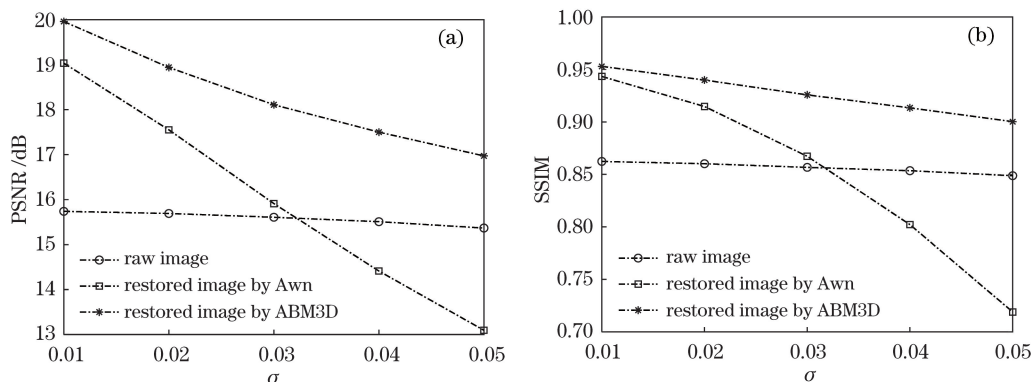 20
19
18
17
16
15
14
13
PSNR/dB
(a)
raw image
restored image by Awn
restored image by ABM3D
0.01 0.02 0.03 0.04 0.05
σ
1.00
0.95
0.90
0.85
0.80
0.75
0.70
SSIM
(b)
raw image
restored image by Awn
restored image by ABM3D
0.01 0.02 0.03 0.04 0.05
σ